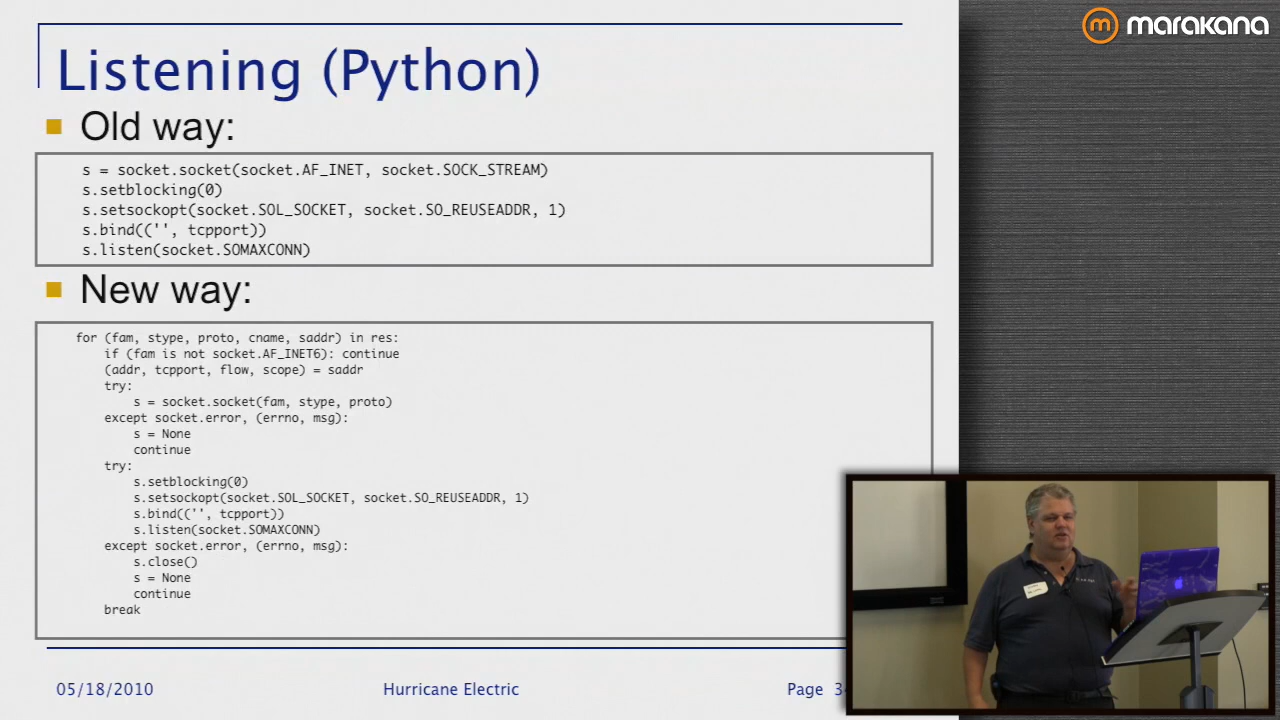 marakana
Listening (Python)
Old way:
s = socket.socket(socket.AF_INET, socket.SOCK_STREAM)
s.setblocking(0)
s.setsockopt(socket.SOL_SOCKET, socket.SO_REUSEADDR, 1)
s.bind(('', tcpport))
s.listen(socket.SOMAXCONN)
New way:
for (fam, stype, proto, cname, saddr) in res:
    if (fam is not socket.AF_INET6): continue
    (addr, tcpport, flow, scope) = saddr
    try:
        s = socket.socket(fam, stype, proto)
    except socket.error, (errno, msg):
        s = None
        continue
    try:
        s.setblocking(0)
        s.setsockopt(socket.SOL_SOCKET, socket.SO_REUSEADDR, 1)
        s.bind(('', tcpport))
        s.listen(socket.SOMAXCONN)
    except socket.error, (errno, msg):
        s.close()
        s = None
        continue
    break
05/18/2010 Hurricane Electric Page